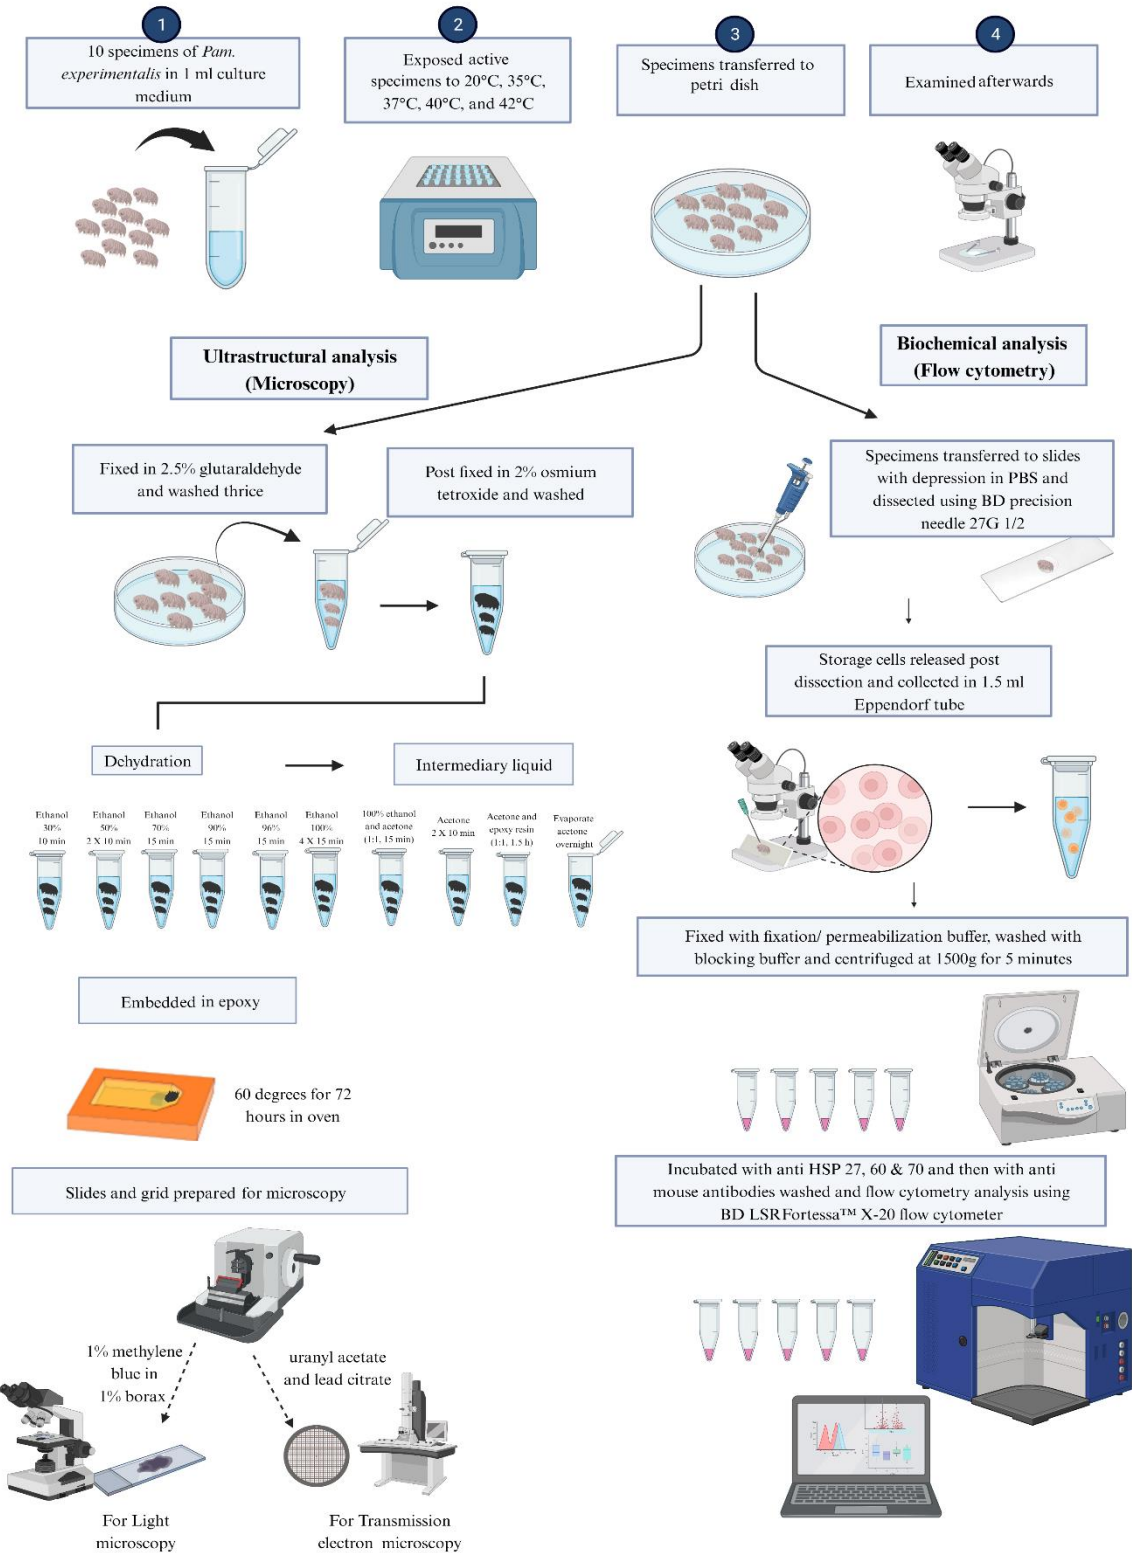 1
10 specimens of Pam.
experimentalis in 1 ml culture
medium
2
Exposed active
specimens to 20°C, 35°C,
37°C, 40°C, and 42°C
3
Specimens transferred to
petri dish
4
Examined afterwards
Ultrastructural analysis
(Microscopy)
Biochemical analysis
(Flow cytometry)
Fixed in 2.5% glutaraldehyde
and washed thrice
Post fixed in 2% osmium
tetroxide and washed
Specimens transferred to slides
with depression in PBS and
dissected using BD precision
needle 27G 1/2
Storage cells released post
dissection and collected in 1.5 ml
Eppendorf tube
Dehydration
Intermediary liquid
Ethanol
30%
10 min
Ethanol
50%
2 X 10 min
Ethanol
70%
15 min
Ethanol
90%
15 min
Ethanol
96%
15 min
Ethanol
100%
4 X 15 min
100% ethanol
and acetone
(1:1, 15 min)
Acetone
2 X 10 min
Acetone and
epoxy resin
(1:1, 1.5 h)
Evaporate
acetone
overnight
Fixed with fixation/ permeabilization buffer, washed with
blocking buffer and centrifuged at 1500g for 5 minutes
Embedded in epoxy
60 degrees for 72
hours in oven
Slides and grid prepared for microscopy
Incubated with anti HSP 27, 60 & 70 and then with anti
mouse antibodies washed and flow cytometry analysis using
BD LSRFortessa™ X-20 flow cytometer
1% methylene
blue in
1% borax
uranyl acetate
and lead citrate
For Light
microscopy
For Transmission
electron microscopy